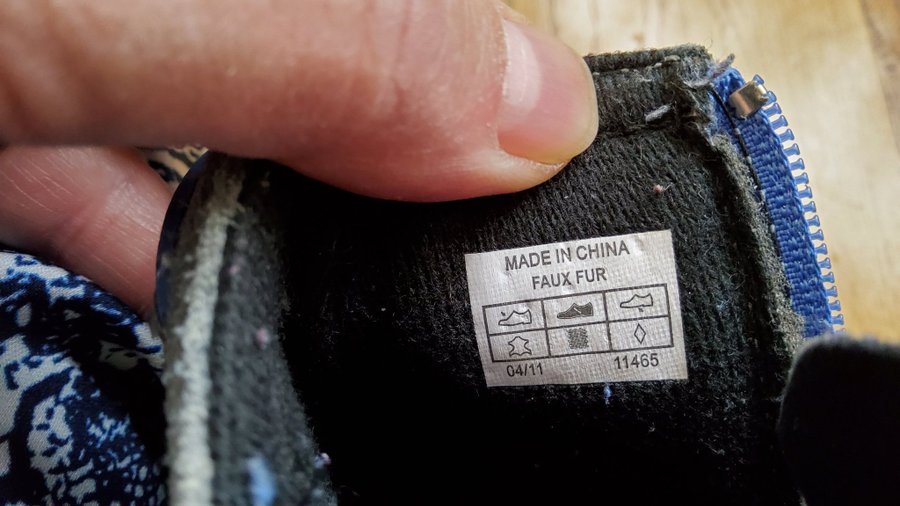 MADE IN CHINA
FAUX FUR
04/11 11465